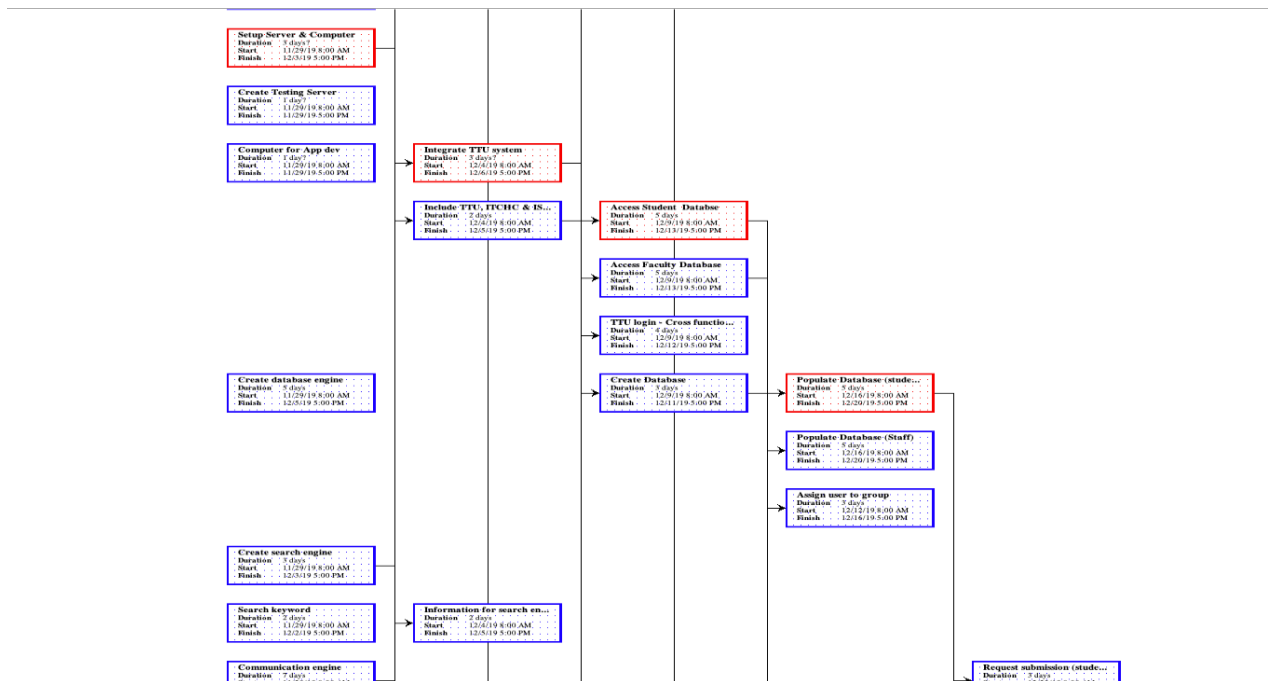 Setup Server & Computer
Duration 3 days?
Start 11/29/19 8:00 AM
Finish 12/3/19 5:00 PM
Create Testing Server
Duration 1 day?
Start 11/29/19 8:00 AM
Finish 11/29/19 5:00 PM
Computer for App dev
Duration 1 day?
Start 11/29/19 8:00 AM
Finish 11/29/19 5:00 PM
Integrate TTU system
Duration 3 days?
Start 12/4/19 8:00 AM
Finish 12/6/19 5:00 PM
Include TTU, ITCHC & IS...
Duration 2 days
Start 12/4/19 8:00 AM
Finish 12/5/19 5:00 PM
Access Student Databse
Duration 5 days
Start 12/9/19 8:00 AM
Finish 12/13/19 5:00 PM
Access Faculty Database
Duration 5 days
Start 12/9/19 8:00 AM
Finish 12/13/19 5:00 PM
TTU login - Cross functio...
Duration 4 days
Start 12/9/19 8:00 AM
Finish 12/12/19 5:00 PM
Create database engine
Duration 5 days
Start 11/29/19 8:00 AM
Finish 12/5/19 5:00 PM
Create Database
Duration 3 days
Start 12/9/19 8:00 AM
Finish 12/11/19 5:00 PM
Populate Database (stude...
Duration 5 days
Start 12/16/19 8:00 AM
Finish 12/20/19 5:00 PM
Populate Database (Staff)
Duration 5 days
Start 12/16/19 8:00 AM
Finish 12/20/19 5:00 PM
Assign user to group
Duration 3 days
Start 12/12/19 8:00 AM
Finish 12/16/19 5:00 PM
Create search engine
Duration 3 days
Start 11/29/19 8:00 AM
Finish 12/3/19 5:00 PM
Search keyword
Duration 2 days
Start 11/29/19 8:00 AM
Finish 12/2/19 5:00 PM
Information for search en...
Duration 2 days
Start 12/4/19 8:00 AM
Finish 12/5/19 5:00 PM
Communication engine
Duration 7 days
Request submission (stude...
Duration 3 days